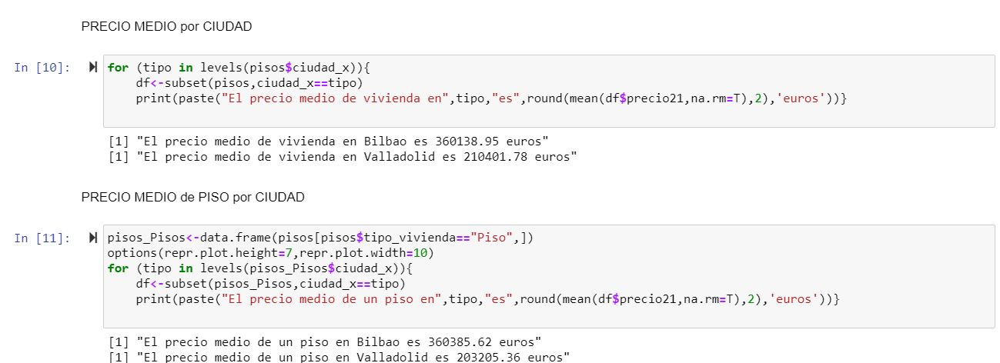 PRECIO MEDIO por CIUDAD
In [10]:
for (tipo in levels(pisos$ciudad_x)){
    df<-subset(pisos,ciudad_x==tipo)
    print(paste("El precio medio de vivienda en",tipo,"es",round(mean(df$precio21,na.rm=T),2),'euros'))}
[1] "El precio medio de vivienda en Bilbao es 360138.95 euros"
[1] "El precio medio de vivienda en Valladolid es 210401.78 euros"
PRECIO MEDIO de PISO por CIUDAD
In [11]:
pisos_Pisos<-data.frame(pisos[pisos$tipo_vivienda=="Piso",])
options(repr.plot.height=7,repr.plot.width=10)
for (tipo in levels(pisos_Pisos$ciudad_x)){
    df<-subset(pisos_Pisos,ciudad_x==tipo)
    print(paste("El precio medio de un piso en",tipo,"es",round(mean(df$precio21,na.rm=T),2),'euros'))}
[1] "El precio medio de un piso en Bilbao es 360385.62 euros"
[1] "El precio medio de un piso en Valladolid es 203205.36 euros"